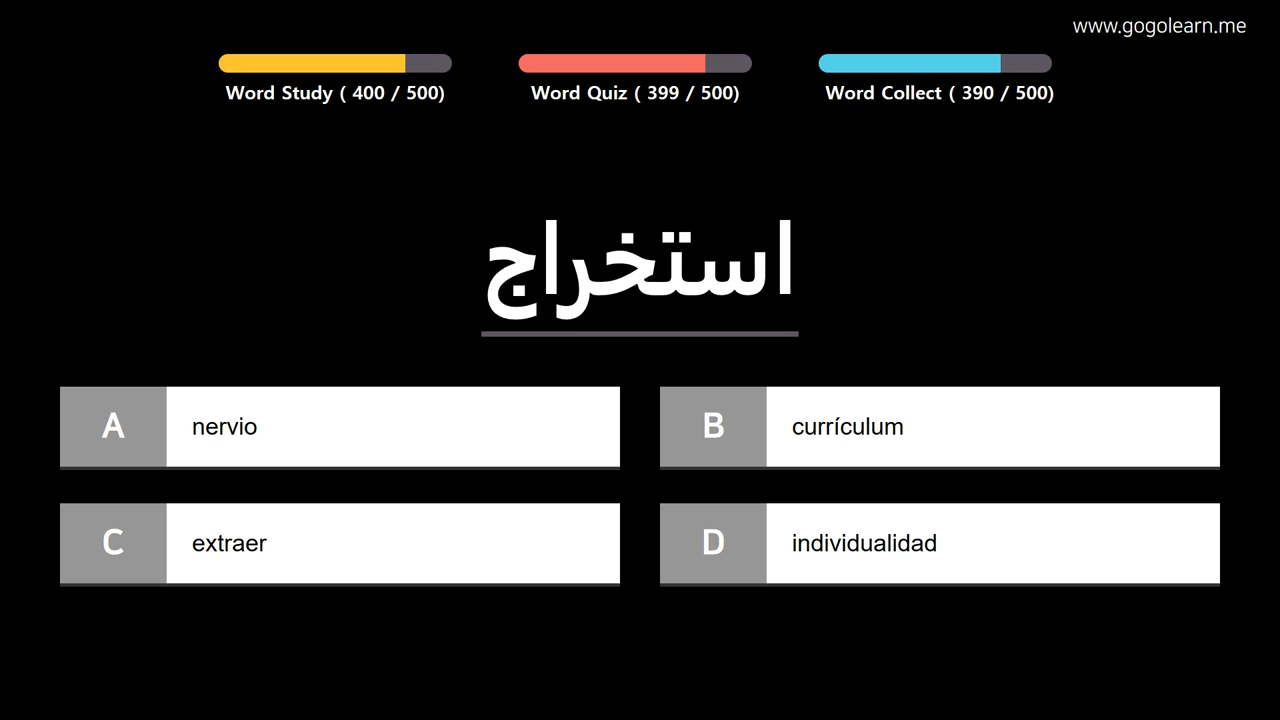 www.gogolearn.me
Word Study ( 400 / 500)
Word Quiz ( 399 / 500)
Word Collect ( 390 / 500)
استخراج
A nervio
B currículum
C extraer
D individualidad